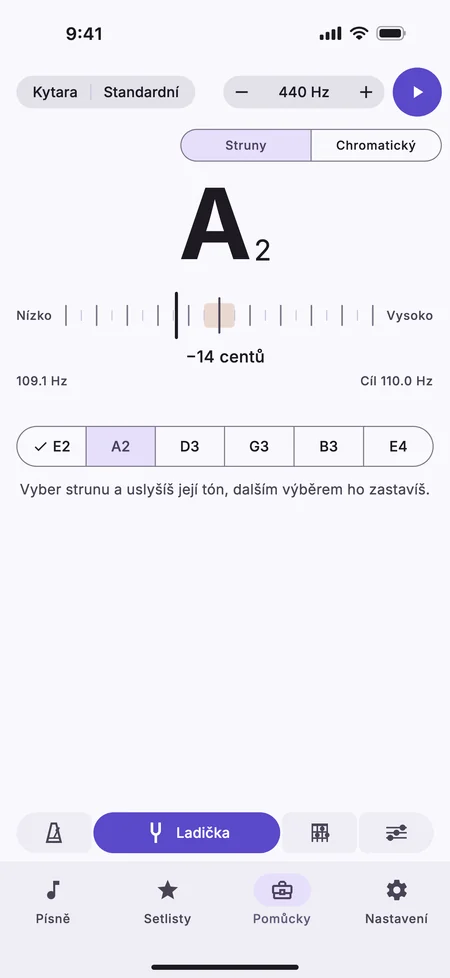 9:41
Kytara Standardní − 440 Hz +
Struny Chromatický
A2
Nízko Vysoko
−14 centů
109.1 Hz Cíl 110.0 Hz
E2 A2 D3 G3 B3 E4
Vyber strunu a uslyšíš její tón, dalším výběrem ho zastavíš.
Ladička
Písně Setlisty Pomůcky Nastavení